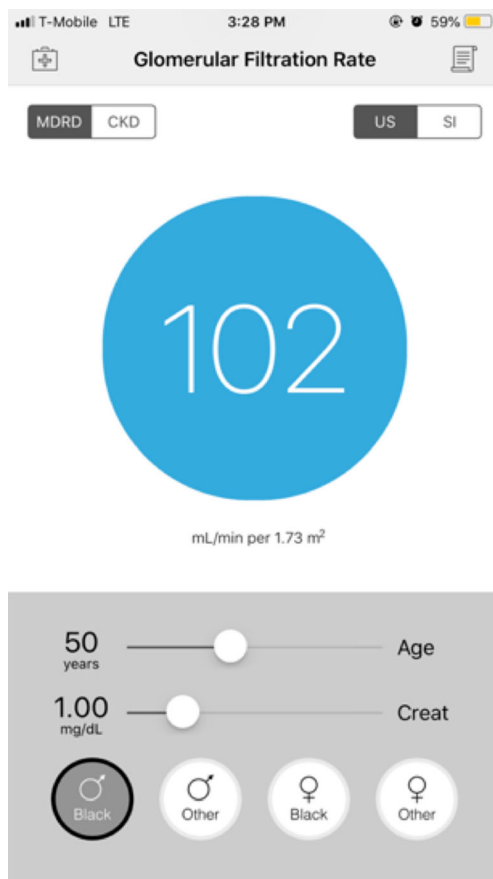 T-Mobile LTE 3:28 PM 59%
Glomerular Filtration Rate
MDRD CKD US SI
102
mL/min per 1.73 m²
50 years Age
1.00 mg/dL Creat
Black Other Black Other